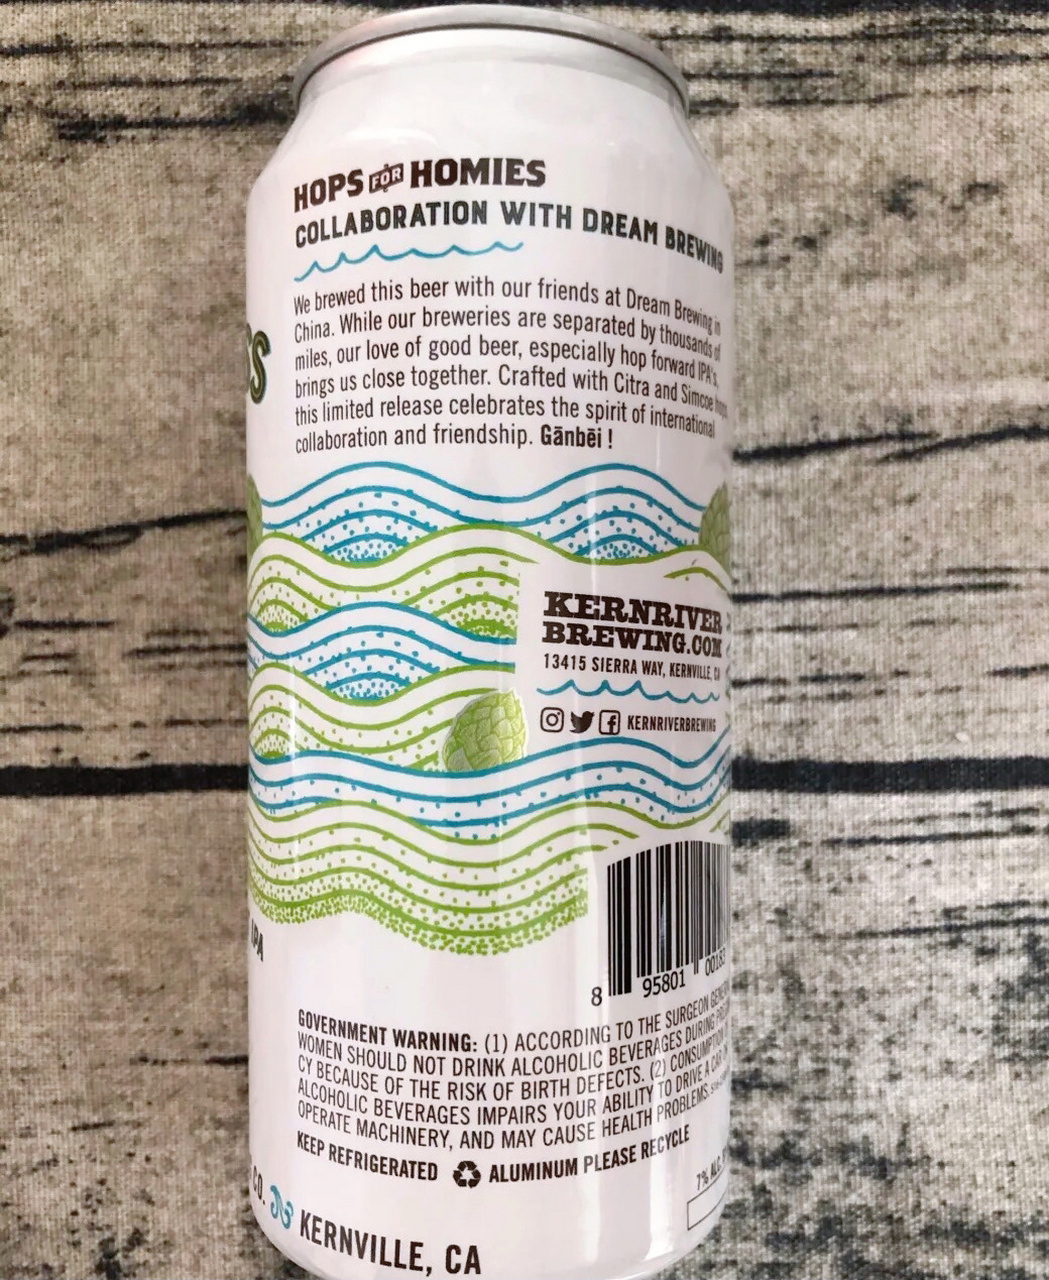 HOPS FOR HOMIES
COLLABORATION WITH DREAM BREWING
We brewed this beer with our friends at Dream Brewing in
China. While our breweries are separated by thousands of
miles, our love of good beer, especially hop forward IPA's,
brings us close together. Crafted with Citra and Simcoe hops,
this limited release celebrates the spirit of international
collaboration and friendship. Gānbēi !
KERNRIVER
BREWING.COM
13415 SIERRA WAY, KERNVILLE, CA
KERNRIVERBREWING
IPA
8 95801
GOVERNMENT WARNING: (1) ACCORDING TO THE SURGEON
WOMEN SHOULD NOT DRINK ALCOHOLIC BEVERAGES DURING
CY BECAUSE OF THE RISK OF BIRTH DEFECTS. (2) CONSUMPTION
ALCOHOLIC BEVERAGES IMPAIRS YOUR ABILITY TO DRIVE A CAR
OPERATE MACHINERY, AND MAY CAUSE HEALTH PROBLEMS.
KEEP REFRIGERATED ALUMINUM PLEASE RECYCLE
7% ALC.
CO. KERNVILLE, CA